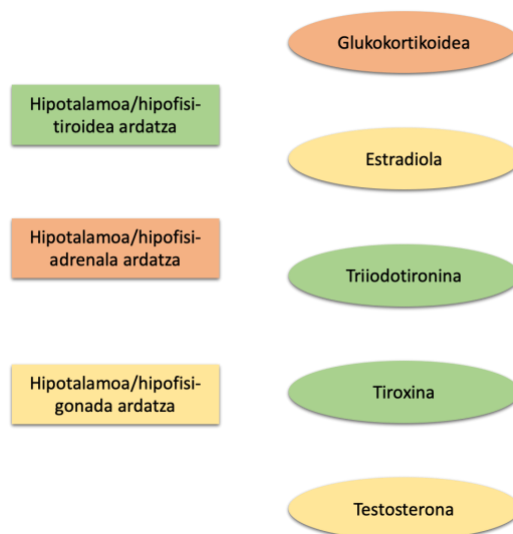 Glukokortikoidea
Hipotalamoa/hipofisi-
tiroidea ardatza
Estradiola
Hipotalamoa/hipofisi-
adrenala ardatza
Triiodotironina
Hipotalamoa/hipofisi-
gonada ardatza
Tiroxina
Testosterona